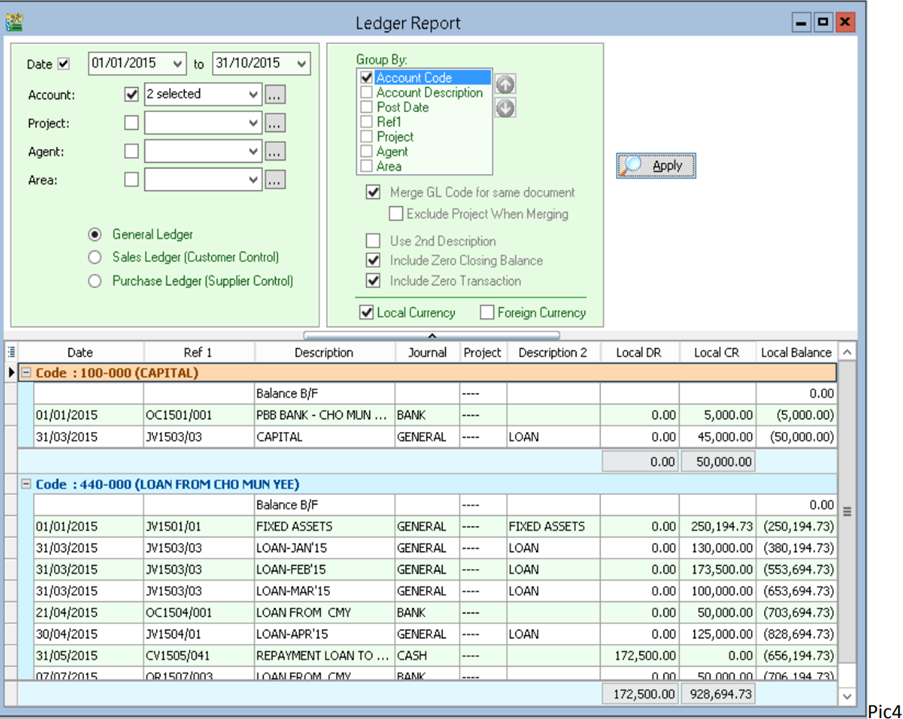 Ledger Report
Date 01/01/2015 to 31/10/2015
Account: 2 selected ...
Project: ...
Agent: ...
Area: ...
General Ledger
Sales Ledger (Customer Control)
Purchase Ledger (Supplier Control)
Group By:
Account Code
Account Description
Post Date
Ref1
Project
Agent
Area
Merge GL Code for same document
Exclude Project When Merging
Use 2nd Description
Include Zero Closing Balance
Include Zero Transaction
Local Currency Foreign Currency
Apply
Date Ref 1 Description Journal Project Description 2 Local DR Local CR Local Balance
Code : 100-000 (CAPITAL)
Balance B/F ---- 0.00
01/01/2015 OC1501/001 PBB BANK - CHO MUN ... BANK ---- 0.00 5,000.00 (5,000.00)
31/03/2015 JV1503/03 CAPITAL GENERAL ---- LOAN 0.00 45,000.00 (50,000.00)
0.00 50,000.00
Code : 440-000 (LOAN FROM CHO MUN YEE)
Balance B/F ---- 0.00
01/01/2015 JV1501/01 FIXED ASSETS GENERAL ---- FIXED ASSETS 0.00 250,194.73 (250,194.73)
31/03/2015 JV1503/03 LOAN-JAN'15 GENERAL ---- LOAN 0.00 130,000.00 (380,194.73)
31/03/2015 JV1503/03 LOAN-FEB'15 GENERAL ---- LOAN 0.00 173,500.00 (553,694.73)
31/03/2015 JV1503/03 LOAN-MAR'15 GENERAL ---- LOAN 0.00 100,000.00 (653,694.73)
21/04/2015 OC1504/001 LOAN FROM CMY BANK ---- 0.00 50,000.00 (703,694.73)
30/04/2015 JV1504/01 LOAN-APR'15 GENERAL ---- LOAN 0.00 125,000.00 (828,694.73)
31/05/2015 CV1505/041 REPAYMENT LOAN TO ... CASH ---- 172,500.00 0.00 (656,194.73)
07/07/2015 OR1507/003 LOAN FROM CMY BANK ---- 0.00 50,000.00 (706,194.73)
172,500.00 928,694.73
Pic4